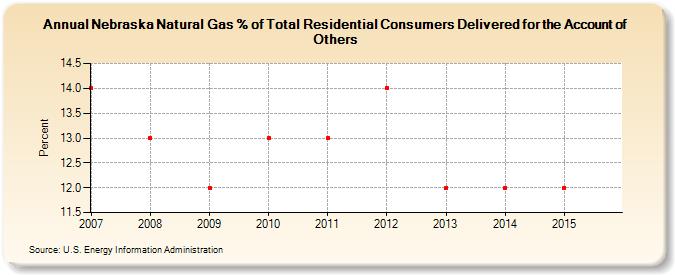 Annual Nebraska Natural Gas % of Total Residential Consumers Delivered for the Account of
Others
Percent
14.5
14.0
13.5
13.0
12.5
12.0
11.5
2007 2008 2009 2010 2011 2012 2013 2014 2015
Source: U.S. Energy Information Administration